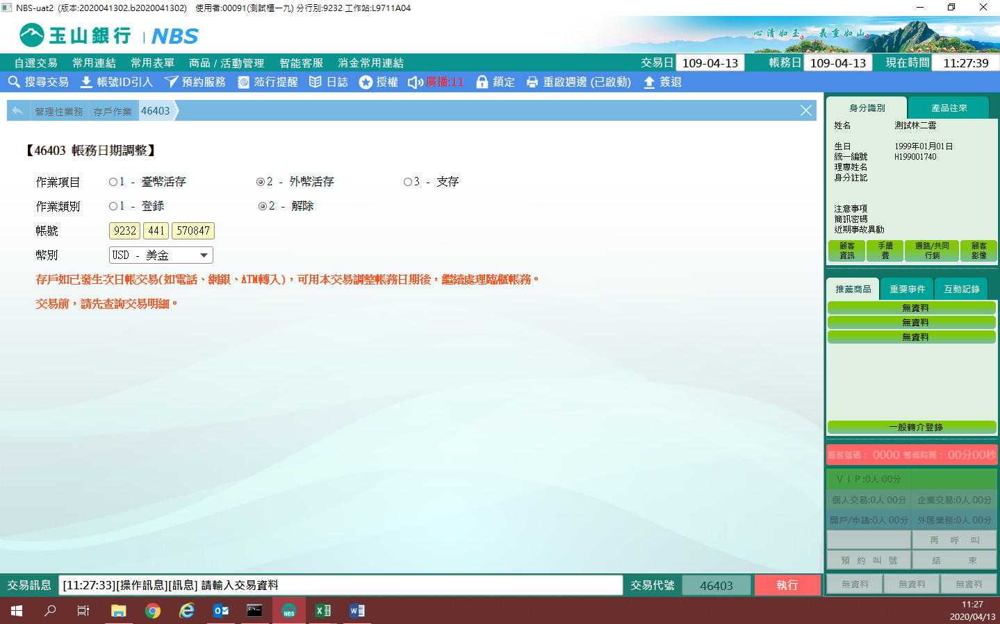 NBS-uat2 (版本:2020041302.b2020041302) 使用者:00091(測試櫃一九) 分行別:9232 工作站:L9711A04
玉山銀行 | NBS
心清如玉。義重如山。
自選交易 常用連結 常用表單 商品 / 活動管理 智能客服 消金常用連結 交易日 109-04-13 帳務日 109-04-13 現在時間 11:27:39
搜尋交易 帳號ID引入 預約服務 蒞行提醒 日誌 授權 廣播:11 鎖定 重啟週邊 (已啟動) 簽退
管理性業務 存戶作業 46403
【46403 帳務日期調整】
作業項目 1 - 臺幣活存 2 - 外幣活存 3 - 支存
作業類別 1 - 登錄 2 - 解除
帳號 9232 441 570847
幣別 USD - 美金
存戶如已發生次日帳交易(如電話、網銀、ATM轉入)，可用本交易調整帳務日期後，繼續處理臨櫃帳務。
交易前，請先查詢交易明細。
身分識別 產品往來
姓名 測試林二雲
生日 1999年01月01日
統一編號 H199001740
理專姓名
身分註記
注意事項
簡訊密碼
近期事故異動
顧客資訊 手續費 通路/共同行銷 顧客影像
推薦商品 重要事件 互動記錄
無資料
無資料
無資料
一般轉介登錄
服務號碼： 0000 等候時間： 00分00秒
ＶＩＰ:0人 00分
個人交易:0人 00分 企業交易:0人 00分
開戶/申請:0人 00分 外匯業務:0人 00分
再 呼 叫
預 約 叫 號 結 束
無資料 無資料 無資料
交易訊息 [11:27:33][操作訊息][訊息] 請輸入交易資料 交易代號 46403 執行
NBS
11:27
2020/04/13